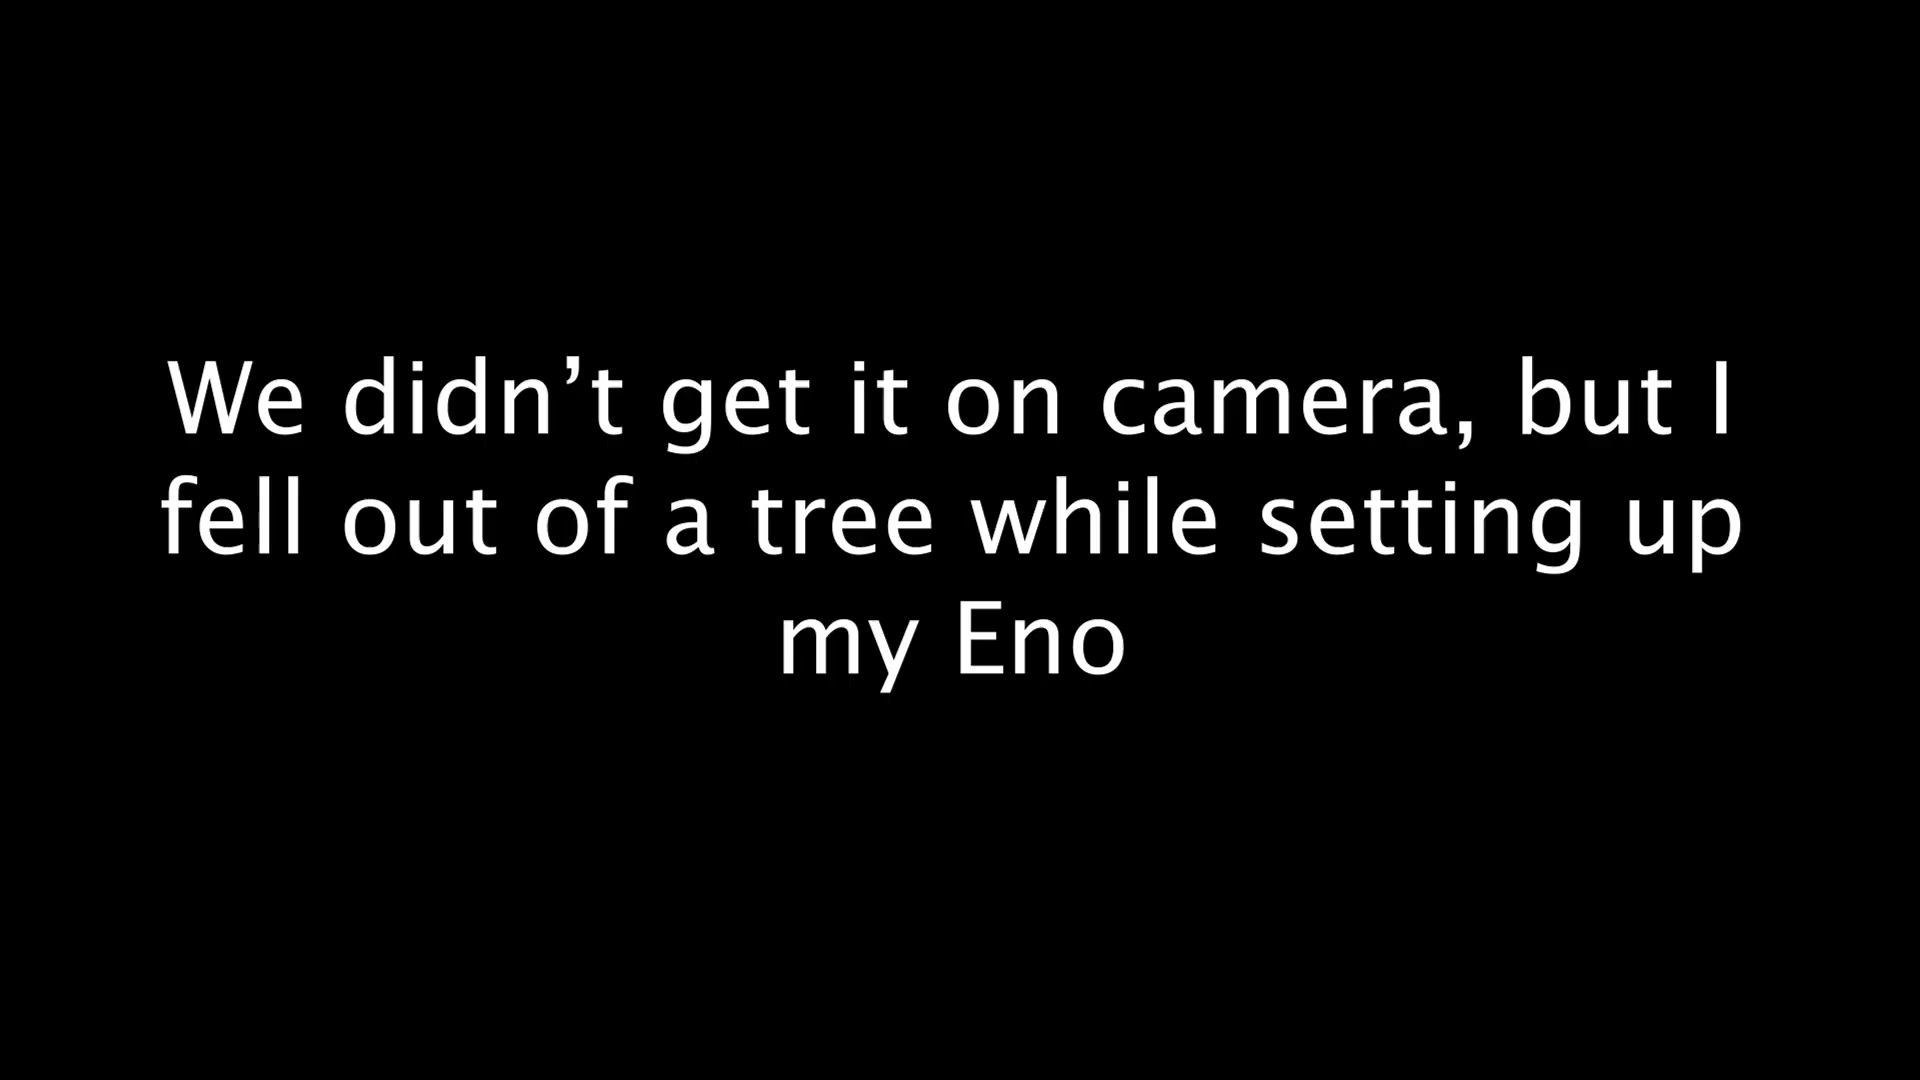 We didn’t get it on camera, but I
fell out of a tree while setting up
my Eno